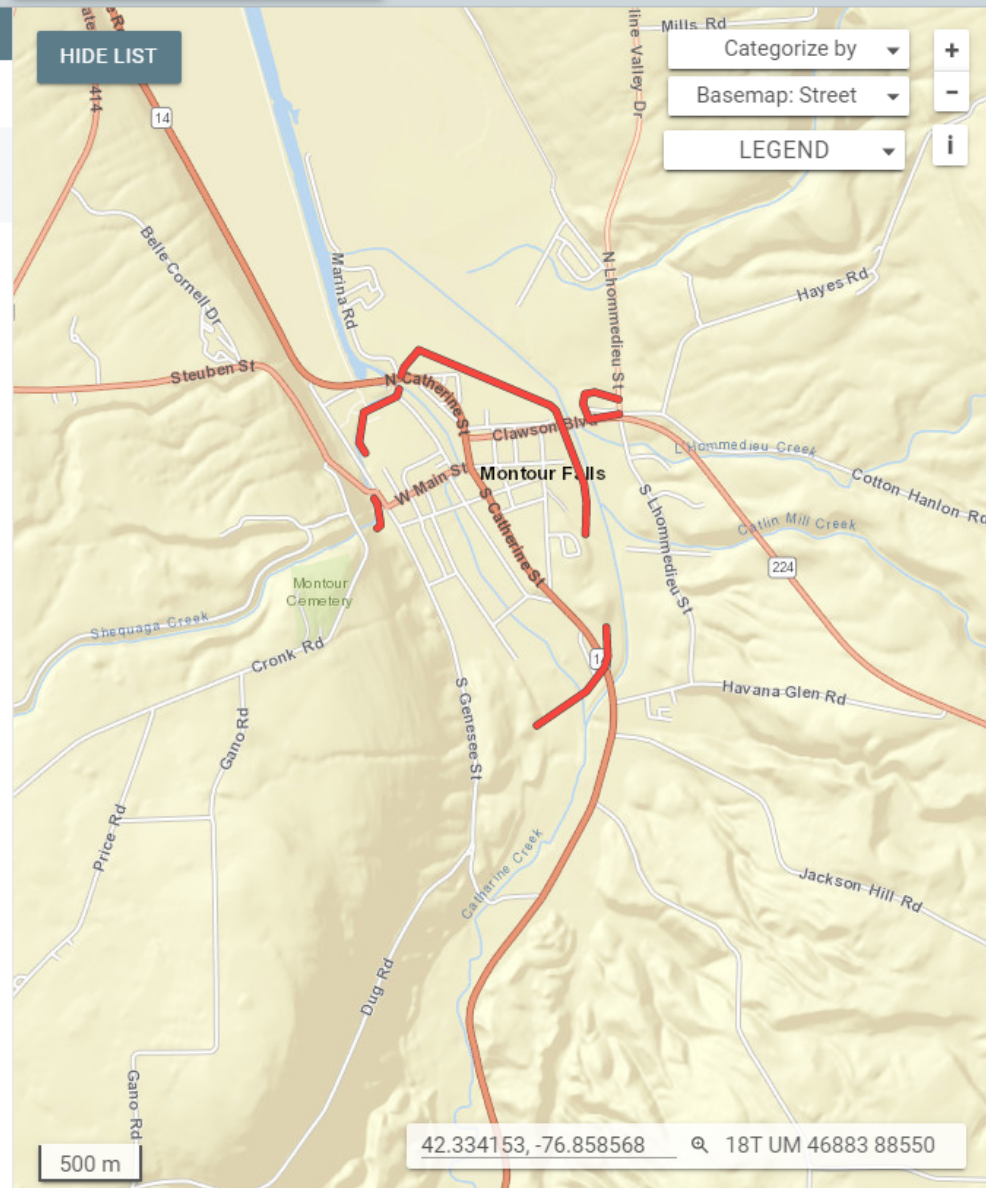 HIDE LIST
Mills Rd
Categorize by
Basemap: Street
LEGEND
+
−
i
414
14
line Valley Dr
Belle Cornell Dr
Marina Rd
N Lhommedieu St
Hayes Rd
Steuben St
N Catherine St
Clawson Blvd
L'Hommedieu Creek
Montour Falls
W Main St
Cotton Hanlon Rd
S Catherine St
S Lhommedieu St
Catlin Mill Creek
224
Montour
Cemetery
Shequaga Creek
Cronk Rd
1
Havana Glen Rd
S Genesee St
Gano Rd
Price Rd
Catharine Creek
Jackson Hill Rd
Dug Rd
Gano Rd
42.334153, -76.858568
18T UM 46883 88550
500 m